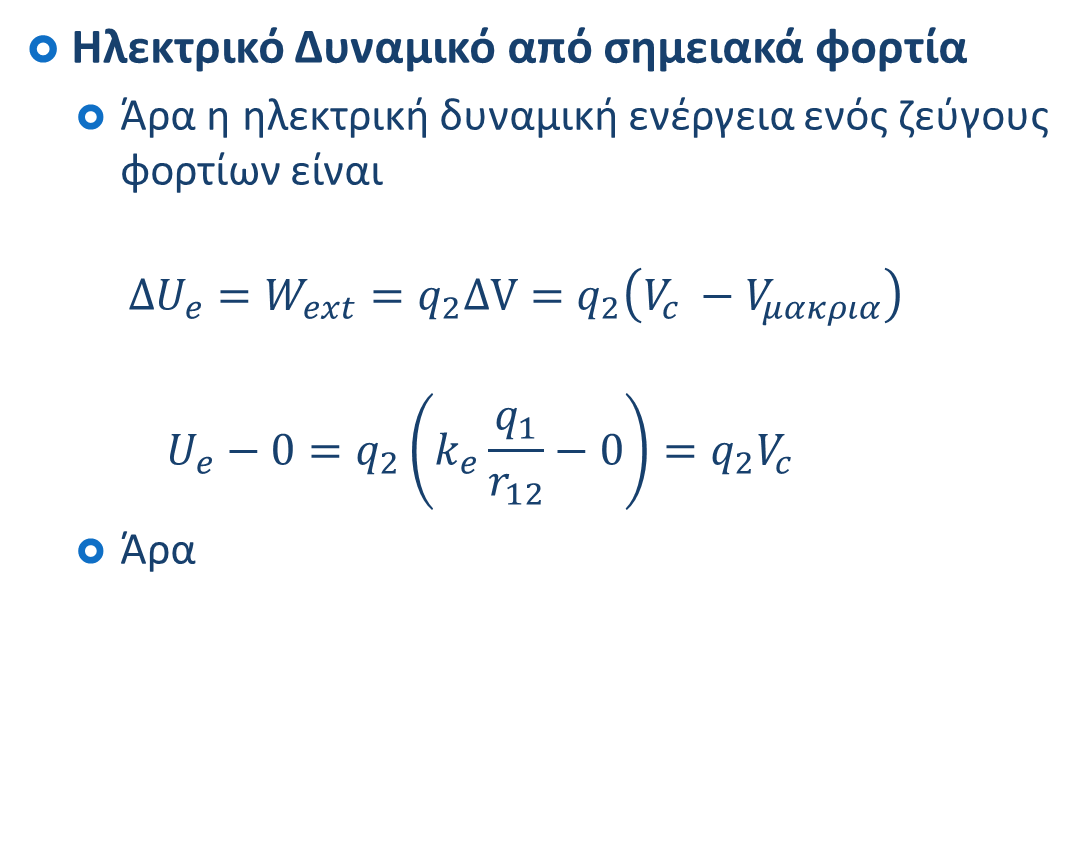 Ηλεκτρικό Δυναμικό από σημειακά φορτία
Άρα η ηλεκτρική δυναμική ενέργεια ενός ζεύγους
φορτίων είναι
ΔU_e = W_ext = q_2ΔV = q_2(V_c − V_μακρια)
U_e − 0 = q_2(k_e q_1/r_12 − 0) = q_2V_c
Άρα